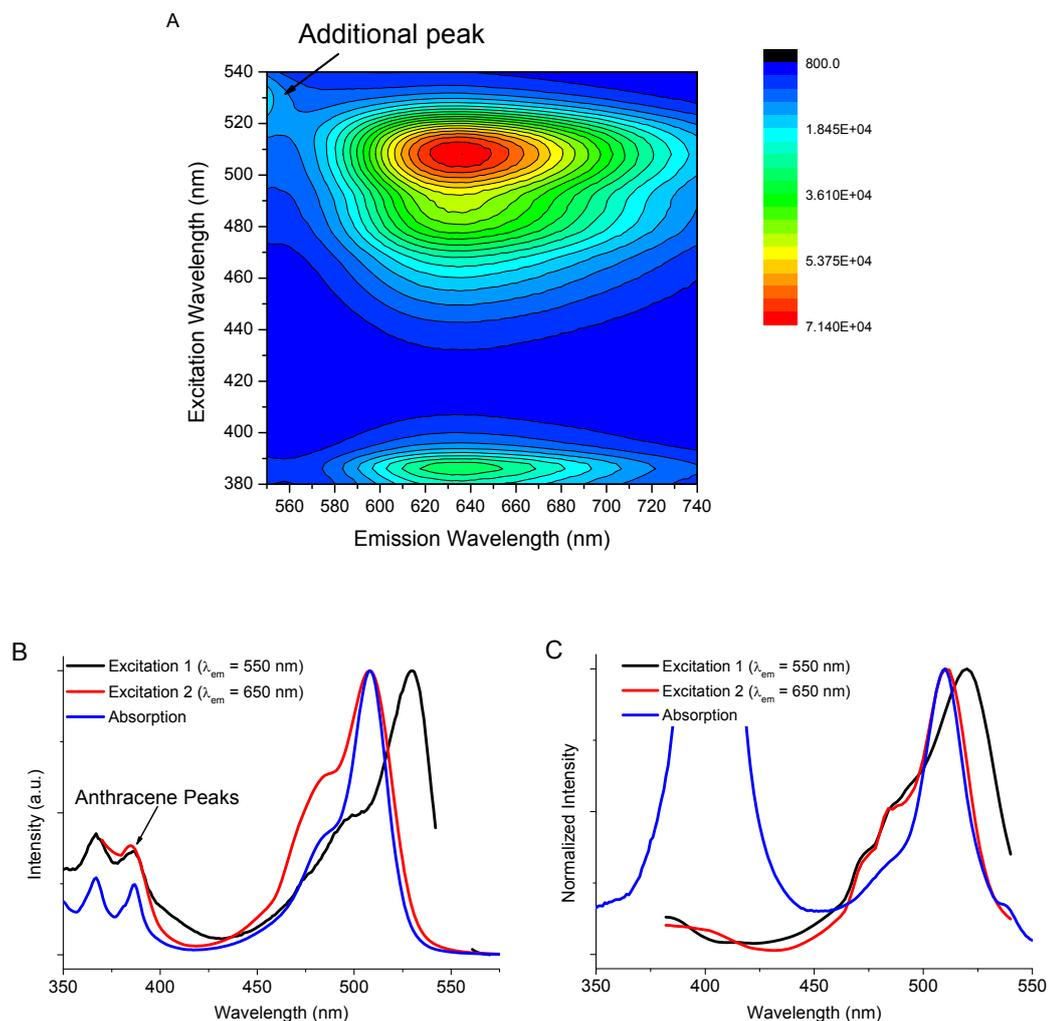 A
Additional peak
540
520
500
480
460
440
420
400
380
Excitation Wavelength (nm)
560 580 600 620 640 660 680 700 720 740
Emission Wavelength (nm)
800.0
1.845E+04
3.610E+04
5.375E+04
7.140E+04
B
Excitation 1 (λem = 550 nm)
Excitation 2 (λem = 650 nm)
Absorption
Anthracene Peaks
Intensity (a.u.)
350 400 450 500 550
Wavelength (nm)
C
Excitation 1 (λem = 550 nm)
Excitation 2 (λem = 650 nm)
Absorption
Normalized Intensity
350 400 450 500 550
Wavelength (nm)